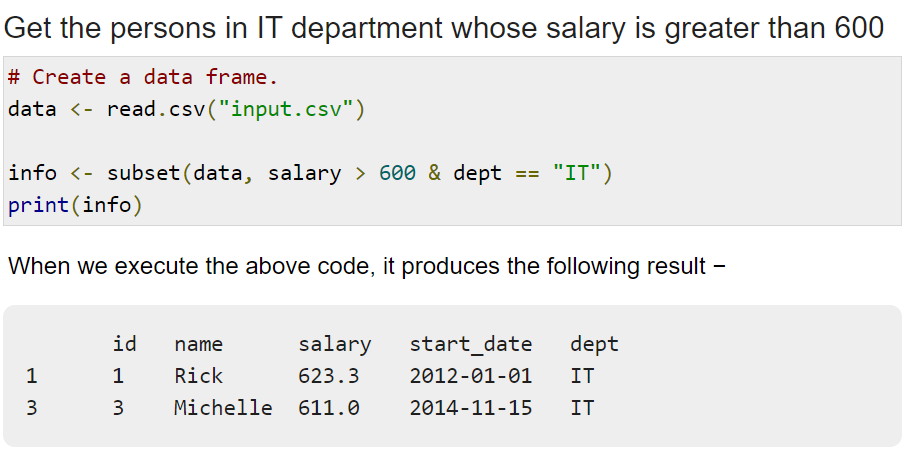 Get the persons in IT department whose salary is greater than 600
# Create a data frame.
data <- read.csv("input.csv")
info <- subset(data, salary > 600 & dept == "IT")
print(info)
When we execute the above code, it produces the following result −
id name salary start_date dept
1 1 Rick 623.3 2012-01-01 IT
3 3 Michelle 611.0 2014-11-15 IT